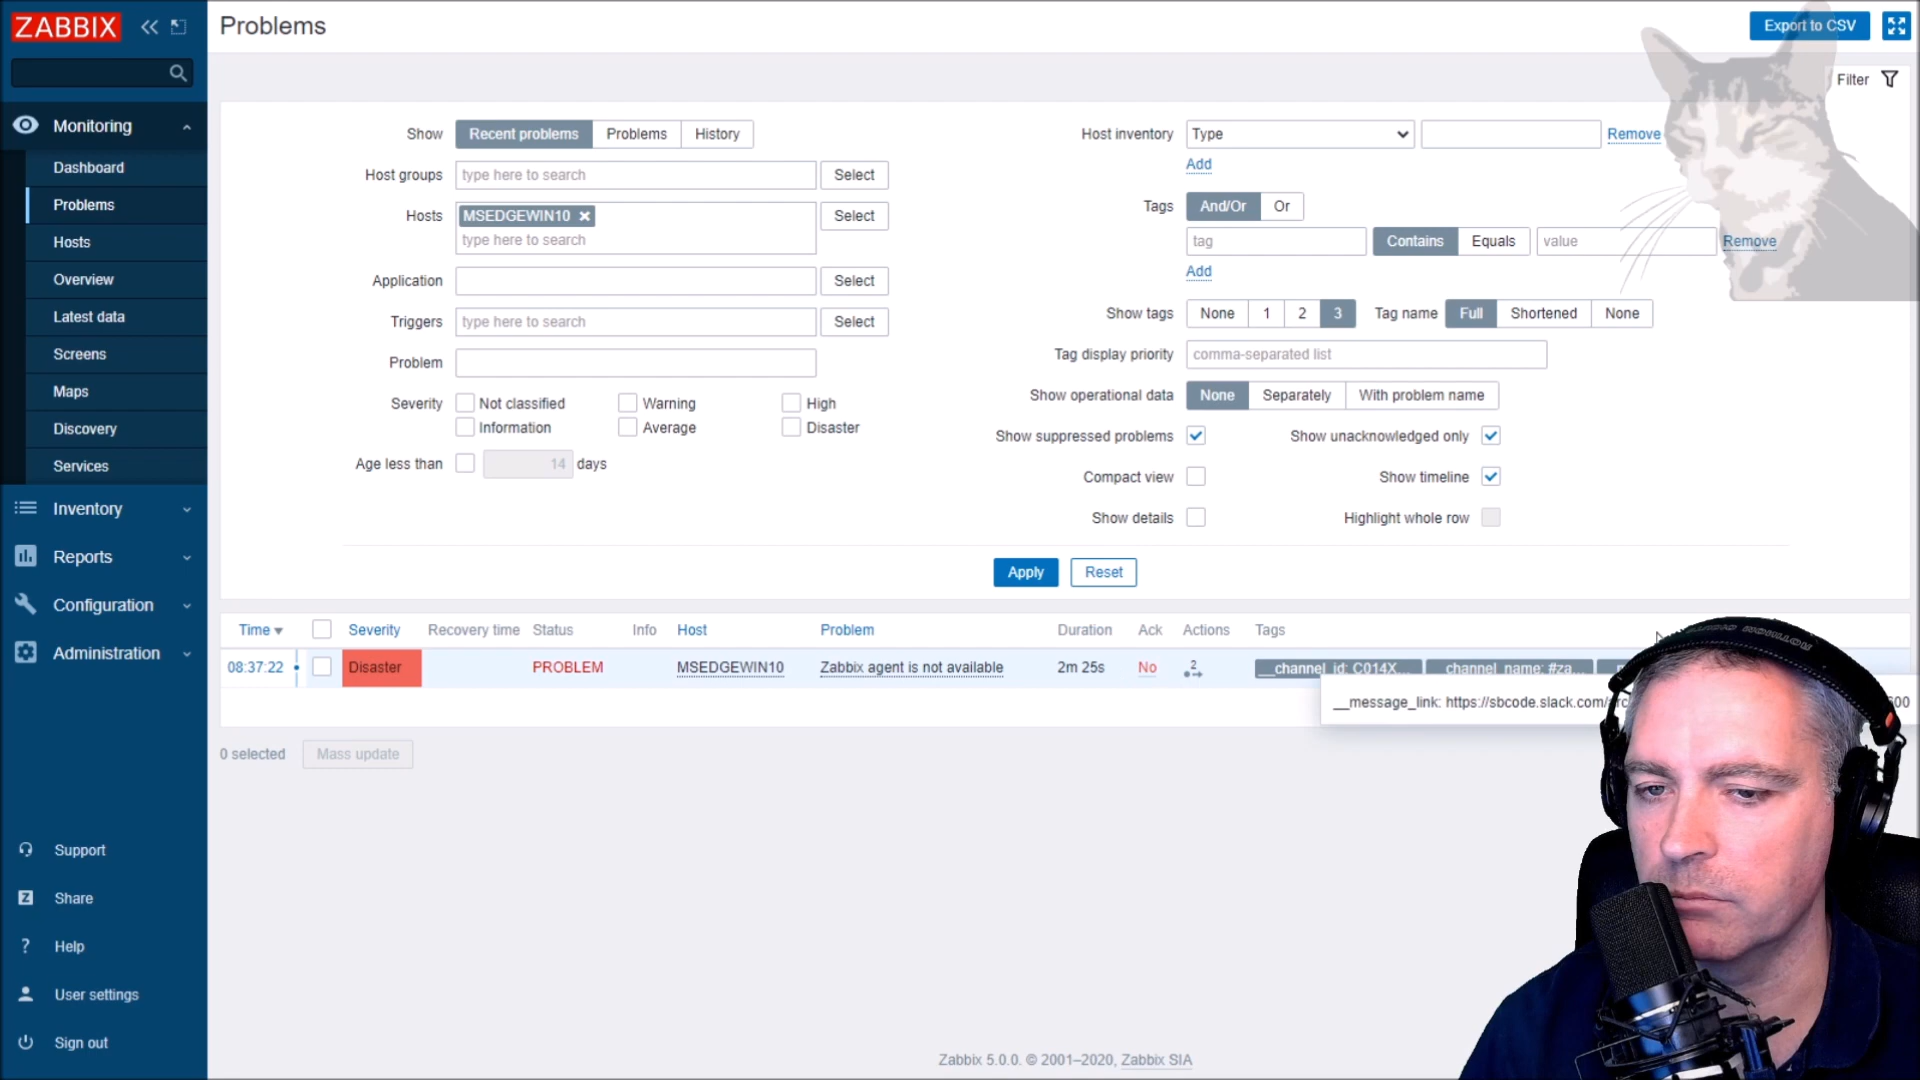 ZABBIX
Problems
Export to CSV
Filter
Monitoring
Dashboard
Problems
Hosts
Overview
Latest data
Screens
Maps
Discovery
Services
Inventory
Reports
Configuration
Administration
Support
Share
Help
User settings
Sign out
Show Recent problems Problems History
Host groups type here to search Select
Hosts MSEDGEWIN10 Select
type here to search
Application Select
Triggers type here to search Select
Problem
Severity Not classified Warning High
Information Average Disaster
Age less than 14 days
Host inventory Type Remove
Add
Tags And/Or Or
tag Contains Equals value Remove
Add
Show tags None 1 2 3 Tag name Full Shortened None
Tag display priority comma-separated list
Show operational data None Separately With problem name
Show suppressed problems Show unacknowledged only
Compact view Show timeline
Show details Highlight whole row
Apply Reset
Time Severity Recovery time Status Info Host Problem Duration Ack Actions Tags
08:37:22 Disaster PROBLEM MSEDGEWIN10 Zabbix agent is not available 2m 25s No 2 __channel_id: C014X... __channel_name: #za...
__message_link: https://sbcode.slack.com/
0 selected Mass update
Zabbix 5.0.0. © 2001–2020, Zabbix SIA